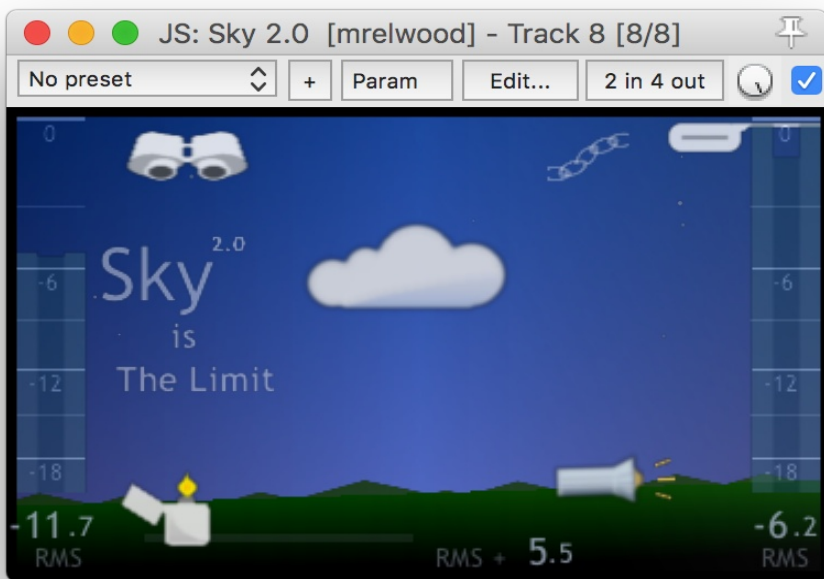 JS: Sky 2.0 [mrelwood] - Track 8 [8/8]
No preset + Param Edit... 2 in 4 out
0 0
Sky 2.0
is
The Limit
-6 -6
-12 -12
-18 -18
-11.7 -6.2
RMS RMS + 5.5 RMS